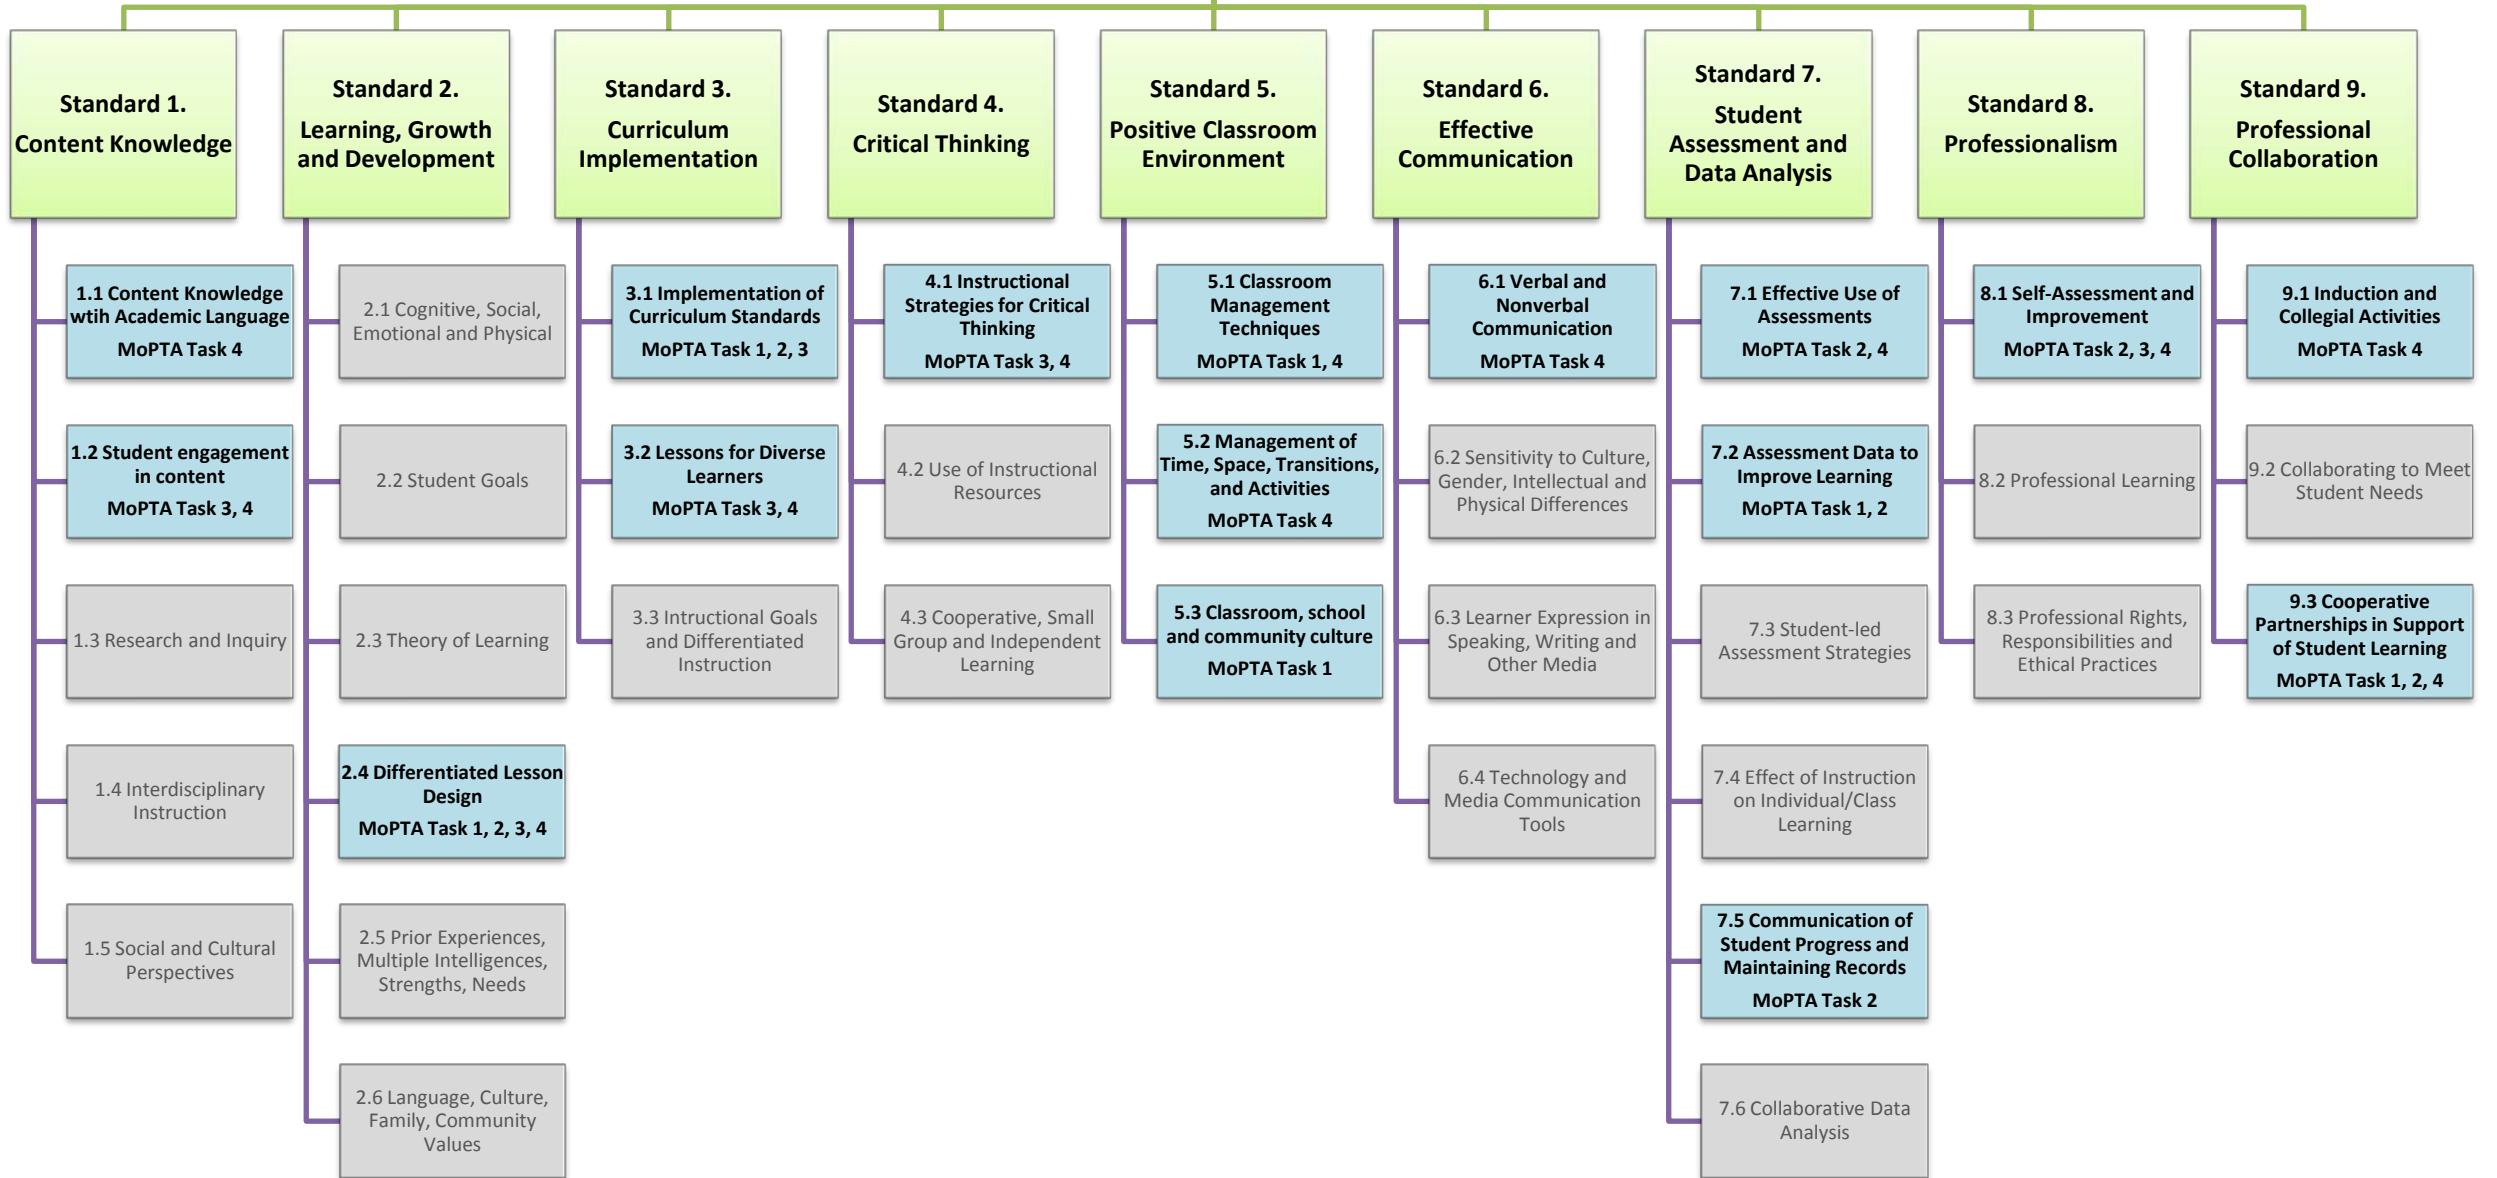 Standard 1.
Content Knowledge
1.1 Content Knowledge
wtih Academic Language
MoPTA Task 4
1.2 Student engagement
in content
MoPTA Task 3, 4
1.3 Research and Inquiry
1.4 Interdisciplinary
Instruction
1.5 Social and Cultural
Perspectives
Standard 2.
Learning, Growth
and Development
2.1 Cognitive, Social,
Emotional and Physical
2.2 Student Goals
2.3 Theory of Learning
2.4 Differentiated Lesson
Design
MoPTA Task 1, 2, 3, 4
2.5 Prior Experiences,
Multiple Intelligences,
Strengths, Needs
2.6 Language, Culture,
Family, Community
Values
Standard 3.
Curriculum
Implementation
3.1 Implementation of
Curriculum Standards
MoPTA Task 1, 2, 3
3.2 Lessons for Diverse
Learners
MoPTA Task 3, 4
3.3 Intructional Goals
and Differentiated
Instruction
Standard 4.
Critical Thinking
4.1 Instructional
Strategies for Critical
Thinking
MoPTA Task 3, 4
4.2 Use of Instructional
Resources
4.3 Cooperative, Small
Group and Independent
Learning
Standard 5.
Positive Classroom
Environment
5.1 Classroom
Management
Techniques
MoPTA Task 1, 4
5.2 Management of
Time, Space, Transitions,
and Activities
MoPTA Task 4
5.3 Classroom, school
and community culture
MoPTA Task 1
Standard 6.
Effective
Communication
6.1 Verbal and
Nonverbal
Communication
MoPTA Task 4
6.2 Sensitivity to Culture,
Gender, Intellectual and
Physical Differences
6.3 Learner Expression in
Speaking, Writing and
Other Media
6.4 Technology and
Media Communication
Tools
Standard 7.
Student
Assessment and
Data Analysis
7.1 Effective Use of
Assessments
MoPTA Task 2, 4
7.2 Assessment Data to
Improve Learning
MoPTA Task 1, 2
7.3 Student-led
Assessment Strategies
7.4 Effect of Instruction
on Individual/Class
Learning
7.5 Communication of
Student Progress and
Maintaining Records
MoPTA Task 2
7.6 Collaborative Data
Analysis
Standard 8.
Professionalism
8.1 Self-Assessment and
Improvement
MoPTA Task 2, 3, 4
8.2 Professional Learning
8.3 Professional Rights,
Responsibilities and
Ethical Practices
Standard 9.
Professional
Collaboration
9.1 Induction and
Collegial Activities
MoPTA Task 4
9.2 Collaborating to Meet
Student Needs
9.3 Cooperative
Partnerships in Support
of Student Learning
MoPTA Task 1, 2, 4